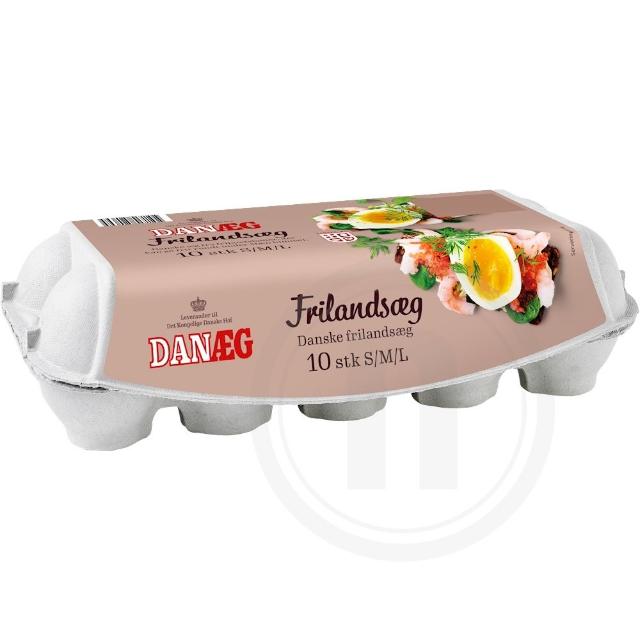 DANÆG
Frilandsæg
10 stk S/M/L
Leverandør til
Det Kongelige Danske Hof
DANÆG
Frilandsæg
Danske frilandsæg
10 stk S/M/L